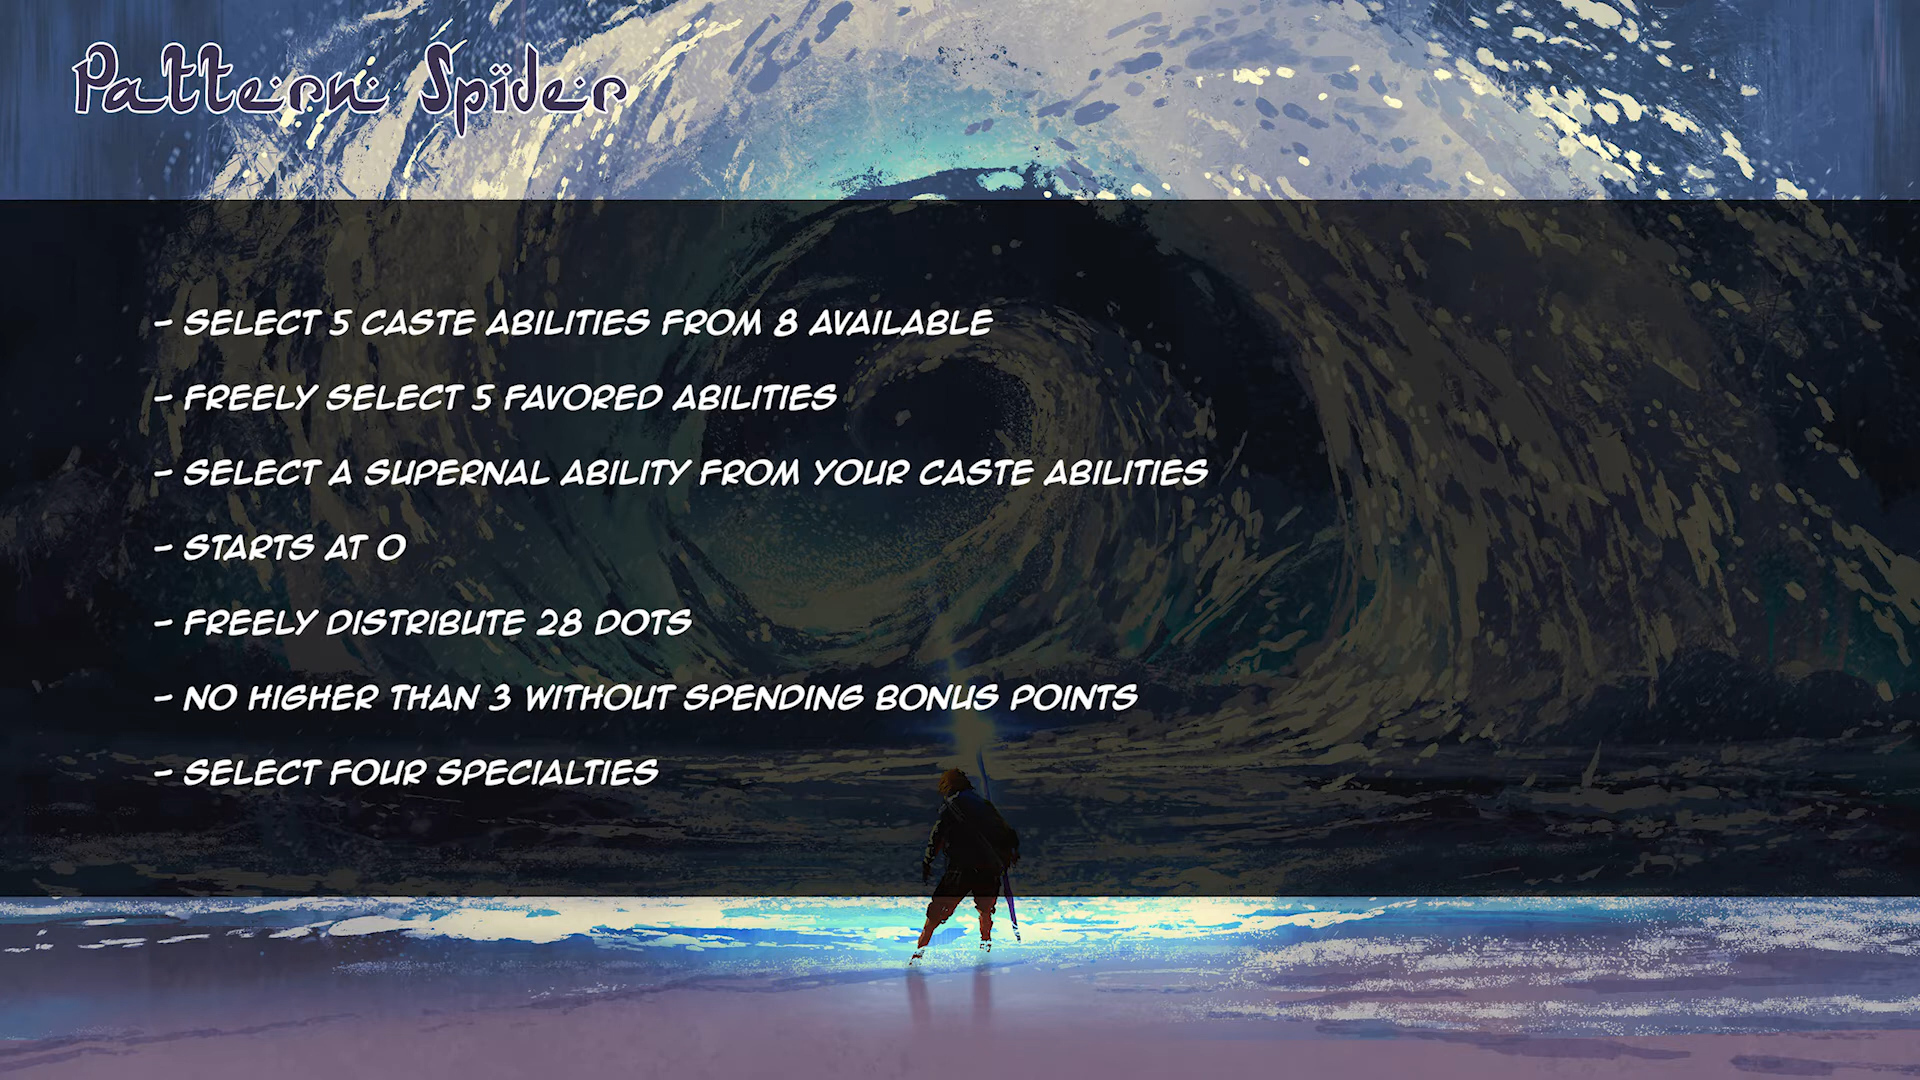 Pattern Spider
- SELECT 5 CASTE ABILITIES FROM 8 AVAILABLE
- FREELY SELECT 5 FAVORED ABILITIES
- SELECT A SUPERNAL ABILITY FROM YOUR CASTE ABILITIES
- STARTS AT 0
- FREELY DISTRIBUTE 28 DOTS
- NO HIGHER THAN 3 WITHOUT SPENDING BONUS POINTS
- SELECT FOUR SPECIALTIES